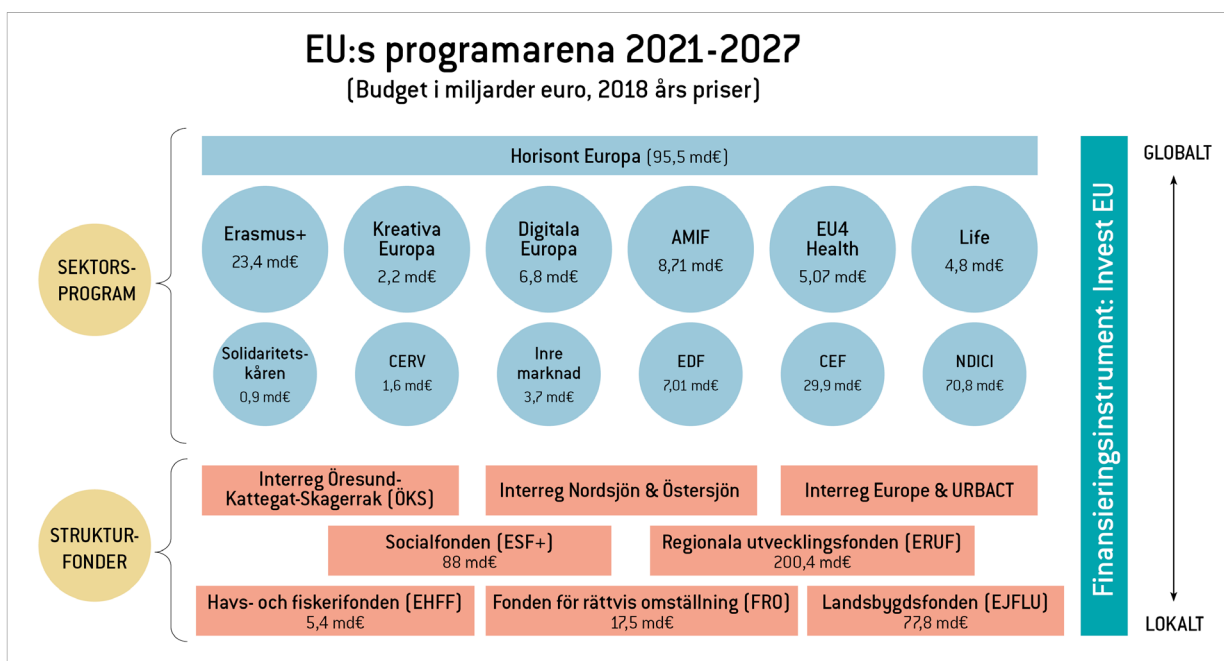 EU:s programarena 2021-2027
(Budget i miljarder euro, 2018 års priser)
SEKTORS-
PROGRAM
Horisont Europa (95,5 md€)
Erasmus+
23,4 md€
Kreativa
Europa
2,2 md€
Digitala
Europa
6,8 md€
AMIF
8,71 md€
EU4
Health
5,07 md€
Life
4,8 md€
Solidaritets-
kåren
0,9 md€
CERV
1,6 md€
Inre
marknad
3,7 md€
EDF
7,01 md€
CEF
29,9 md€
NDICI
70,8 md€
STRUKTUR-
FONDER
Interreg Öresund-
Kattegat-Skagerrak (ÖKS)
Interreg Nordsjön & Östersjön
Interreg Europe & URBACT
Socialfonden (ESF+)
88 md€
Regionala utvecklingsfonden (ERUF)
200,4 md€
Havs- och fiskerifonden (EHFF)
5,4 md€
Fonden för rättvis omställning (FRO)
17,5 md€
Landsbygdsfonden (EJFLU)
77,8 md€
Finansieringsinstrument: Invest EU
GLOBALT
LOKALT